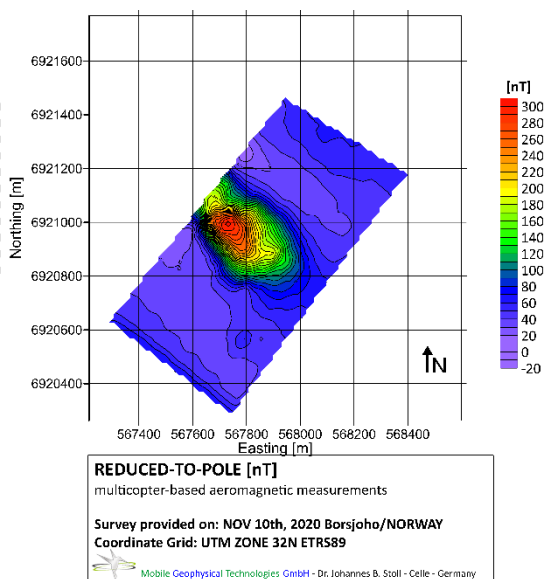 6921600
6921400
6921200
6921000
6920800
6920600
6920400
Northing [m]
567400 567600 567800 568000 568200 568400
Easting [m]
N
[nT]
300
280
260
240
220
200
180
160
140
120
100
80
60
40
20
0
-20
REDUCED-TO-POLE [nT]
multicopter-based aeromagnetic measurements
Survey provided on: NOV 10th, 2020 Borsjoho/NORWAY
Coordinate Grid: UTM ZONE 32N ETRS89
Mobile Geophysical Technologies GmbH - Dr. Johannes B. Stoll - Celle - Germany